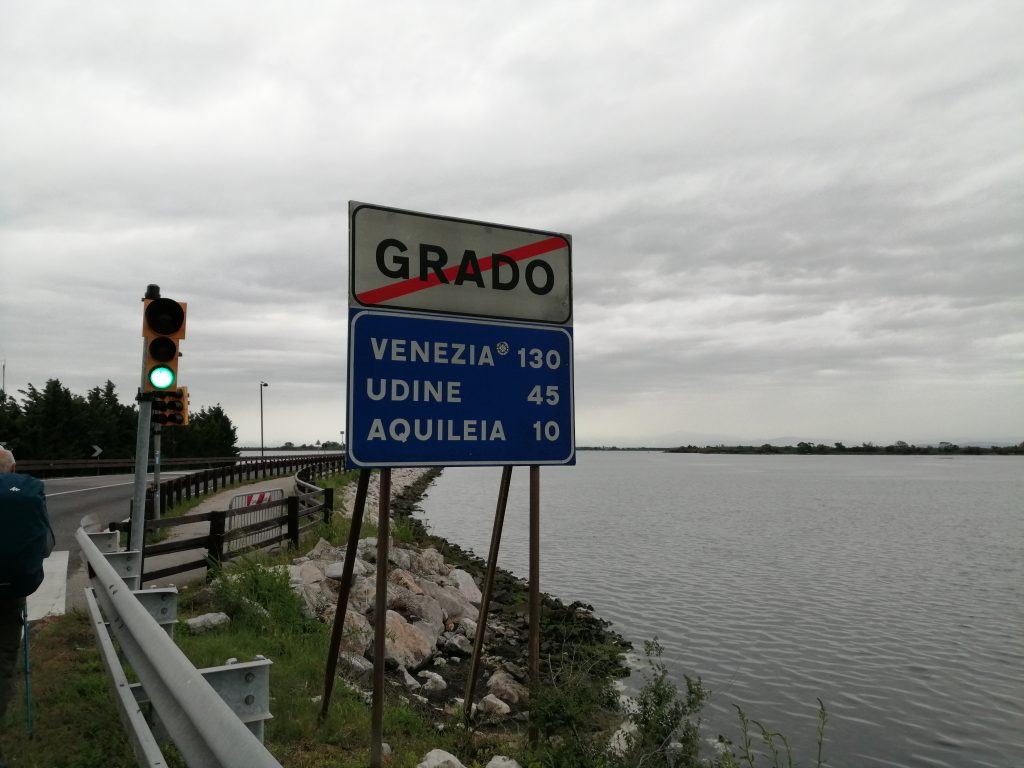 GRADO
VENEZIA 130
UDINE 45
AQUILEIA 10